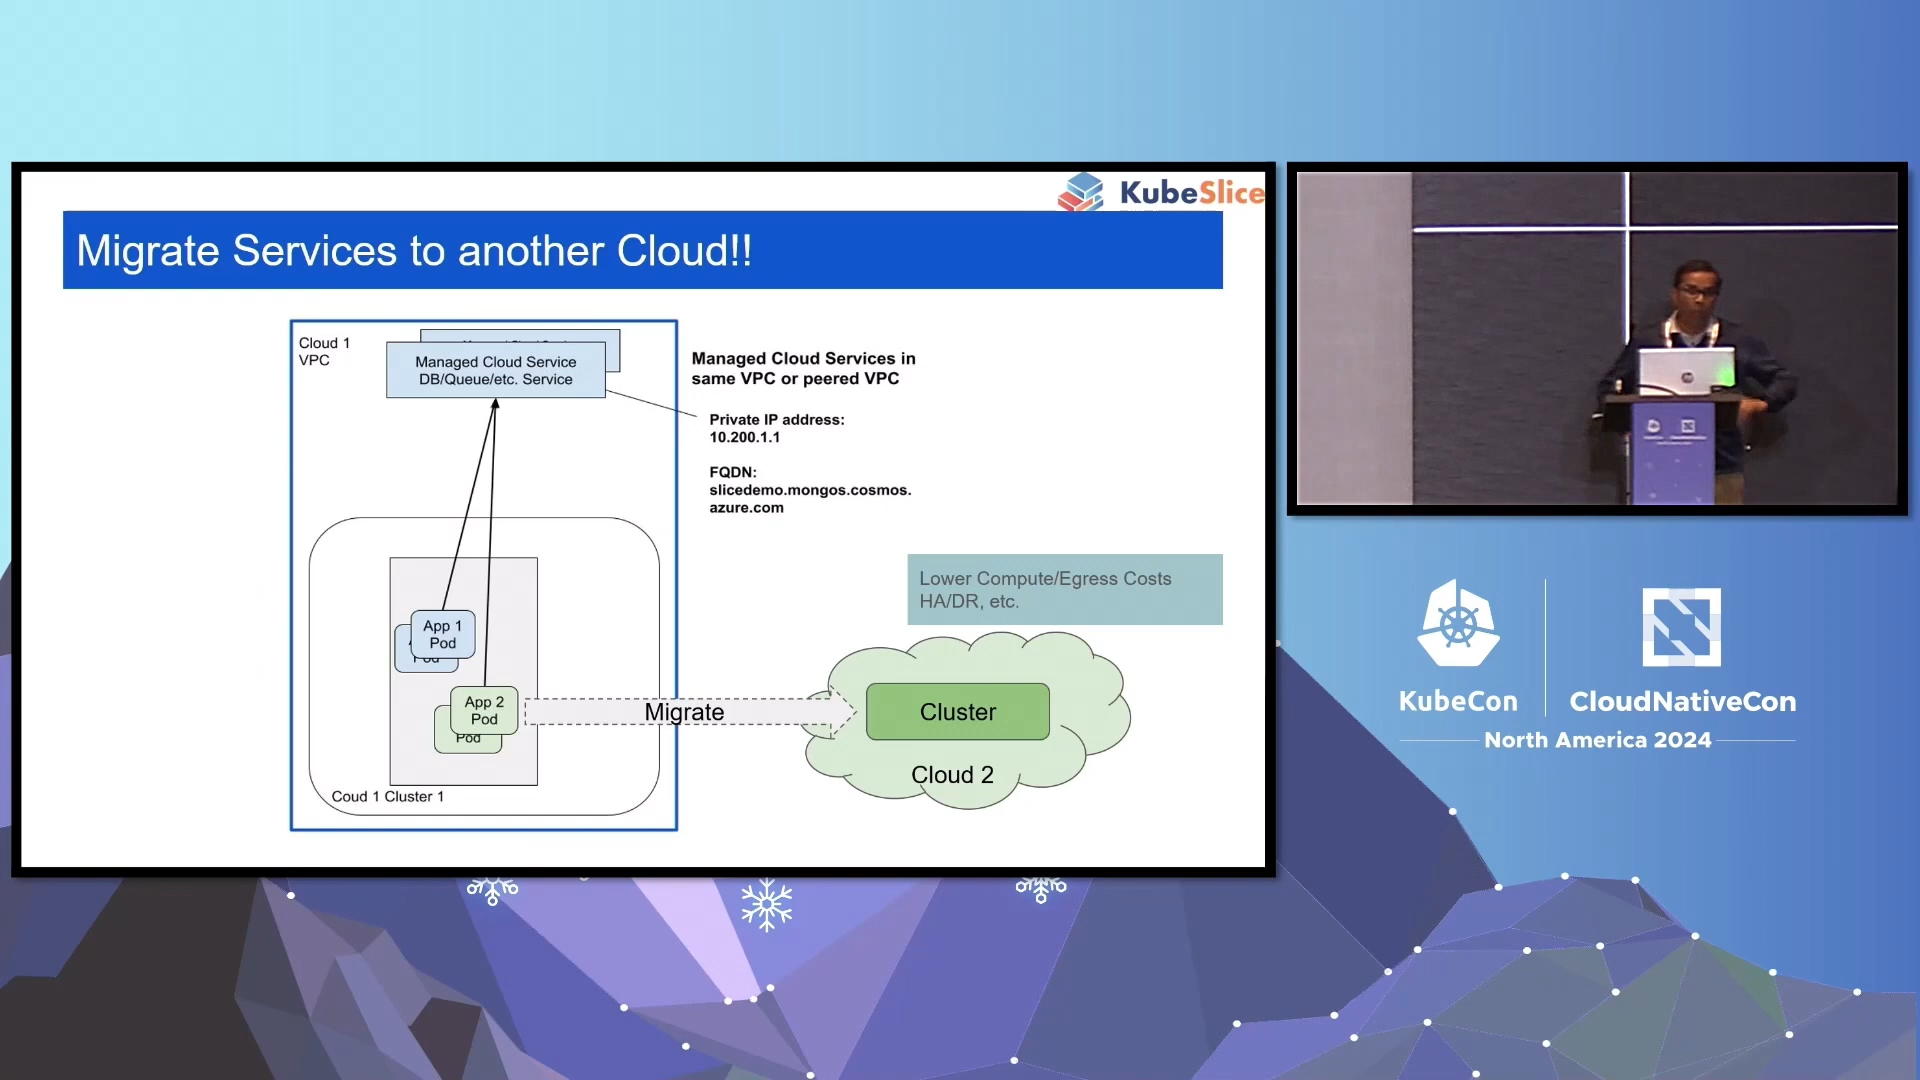 KubeSlice
Migrate Services to another Cloud!!
Cloud 1
VPC
Managed Cloud Service
DB/Queue/etc. Service
Managed Cloud Services in
same VPC or peered VPC
Private IP address:
10.200.1.1
FQDN:
slicedemo.mongos.cosmos.
azure.com
Lower Compute/Egress Costs
HA/DR, etc.
App 1
Pod
Pod
App 2
Pod
Pod
Migrate
Cluster
Cloud 2
Coud 1 Cluster 1
KubeCon
CloudNativeCon
North America 2024